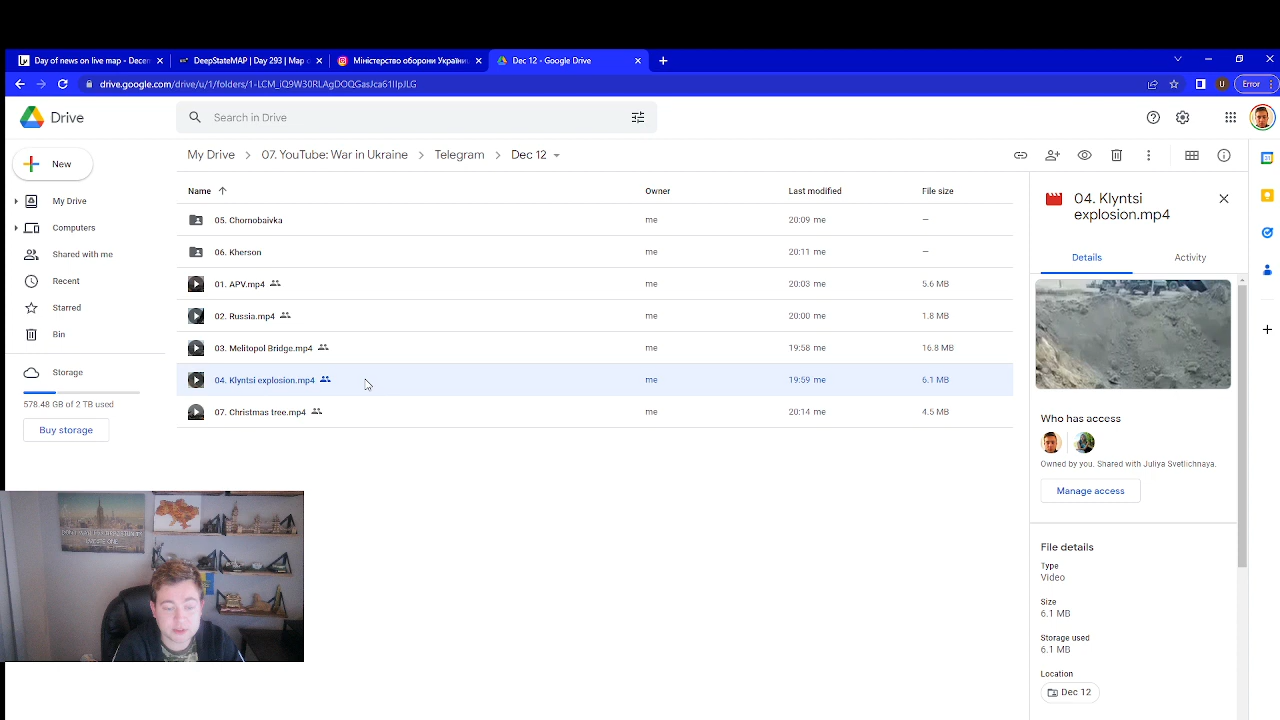 Day of news on live map - Decem
DeepStateMAP | Day 293 | Map o
Міністерство оборони України
Dec 12 - Google Drive
drive.google.com/drive/u/1/folders/
Error
Drive
Search in Drive
New
My Drive
Computers
Shared with me
Recent
Starred
Bin
Storage
578.48 GB of 2 TB used
Buy storage
My Drive
07. YouTube: War in Ukraine
Telegram
Dec 12
Name
Owner
Last modified
File size
05. Chornobaivka
me
20:09 me
—
06. Kherson
me
20:11 me
—
01. APV.mp4
me
20:03 me
5.6 MB
02. Russia.mp4
me
20:00 me
1.8 MB
03. Melitopol Bridge.mp4
me
19:58 me
16.8 MB
04. Klyntsi explosion.mp4
me
19:59 me
6.1 MB
07. Christmas tree.mp4
me
20:14 me
4.5 MB
04. Klyntsi
explosion.mp4
Details
Activity
Who has access
Owned by you. Shared with Juliya Svetlichnaya.
Manage access
File details
Type
Video
Size
6.1 MB
Storage used
6.1 MB
Location
Dec 12